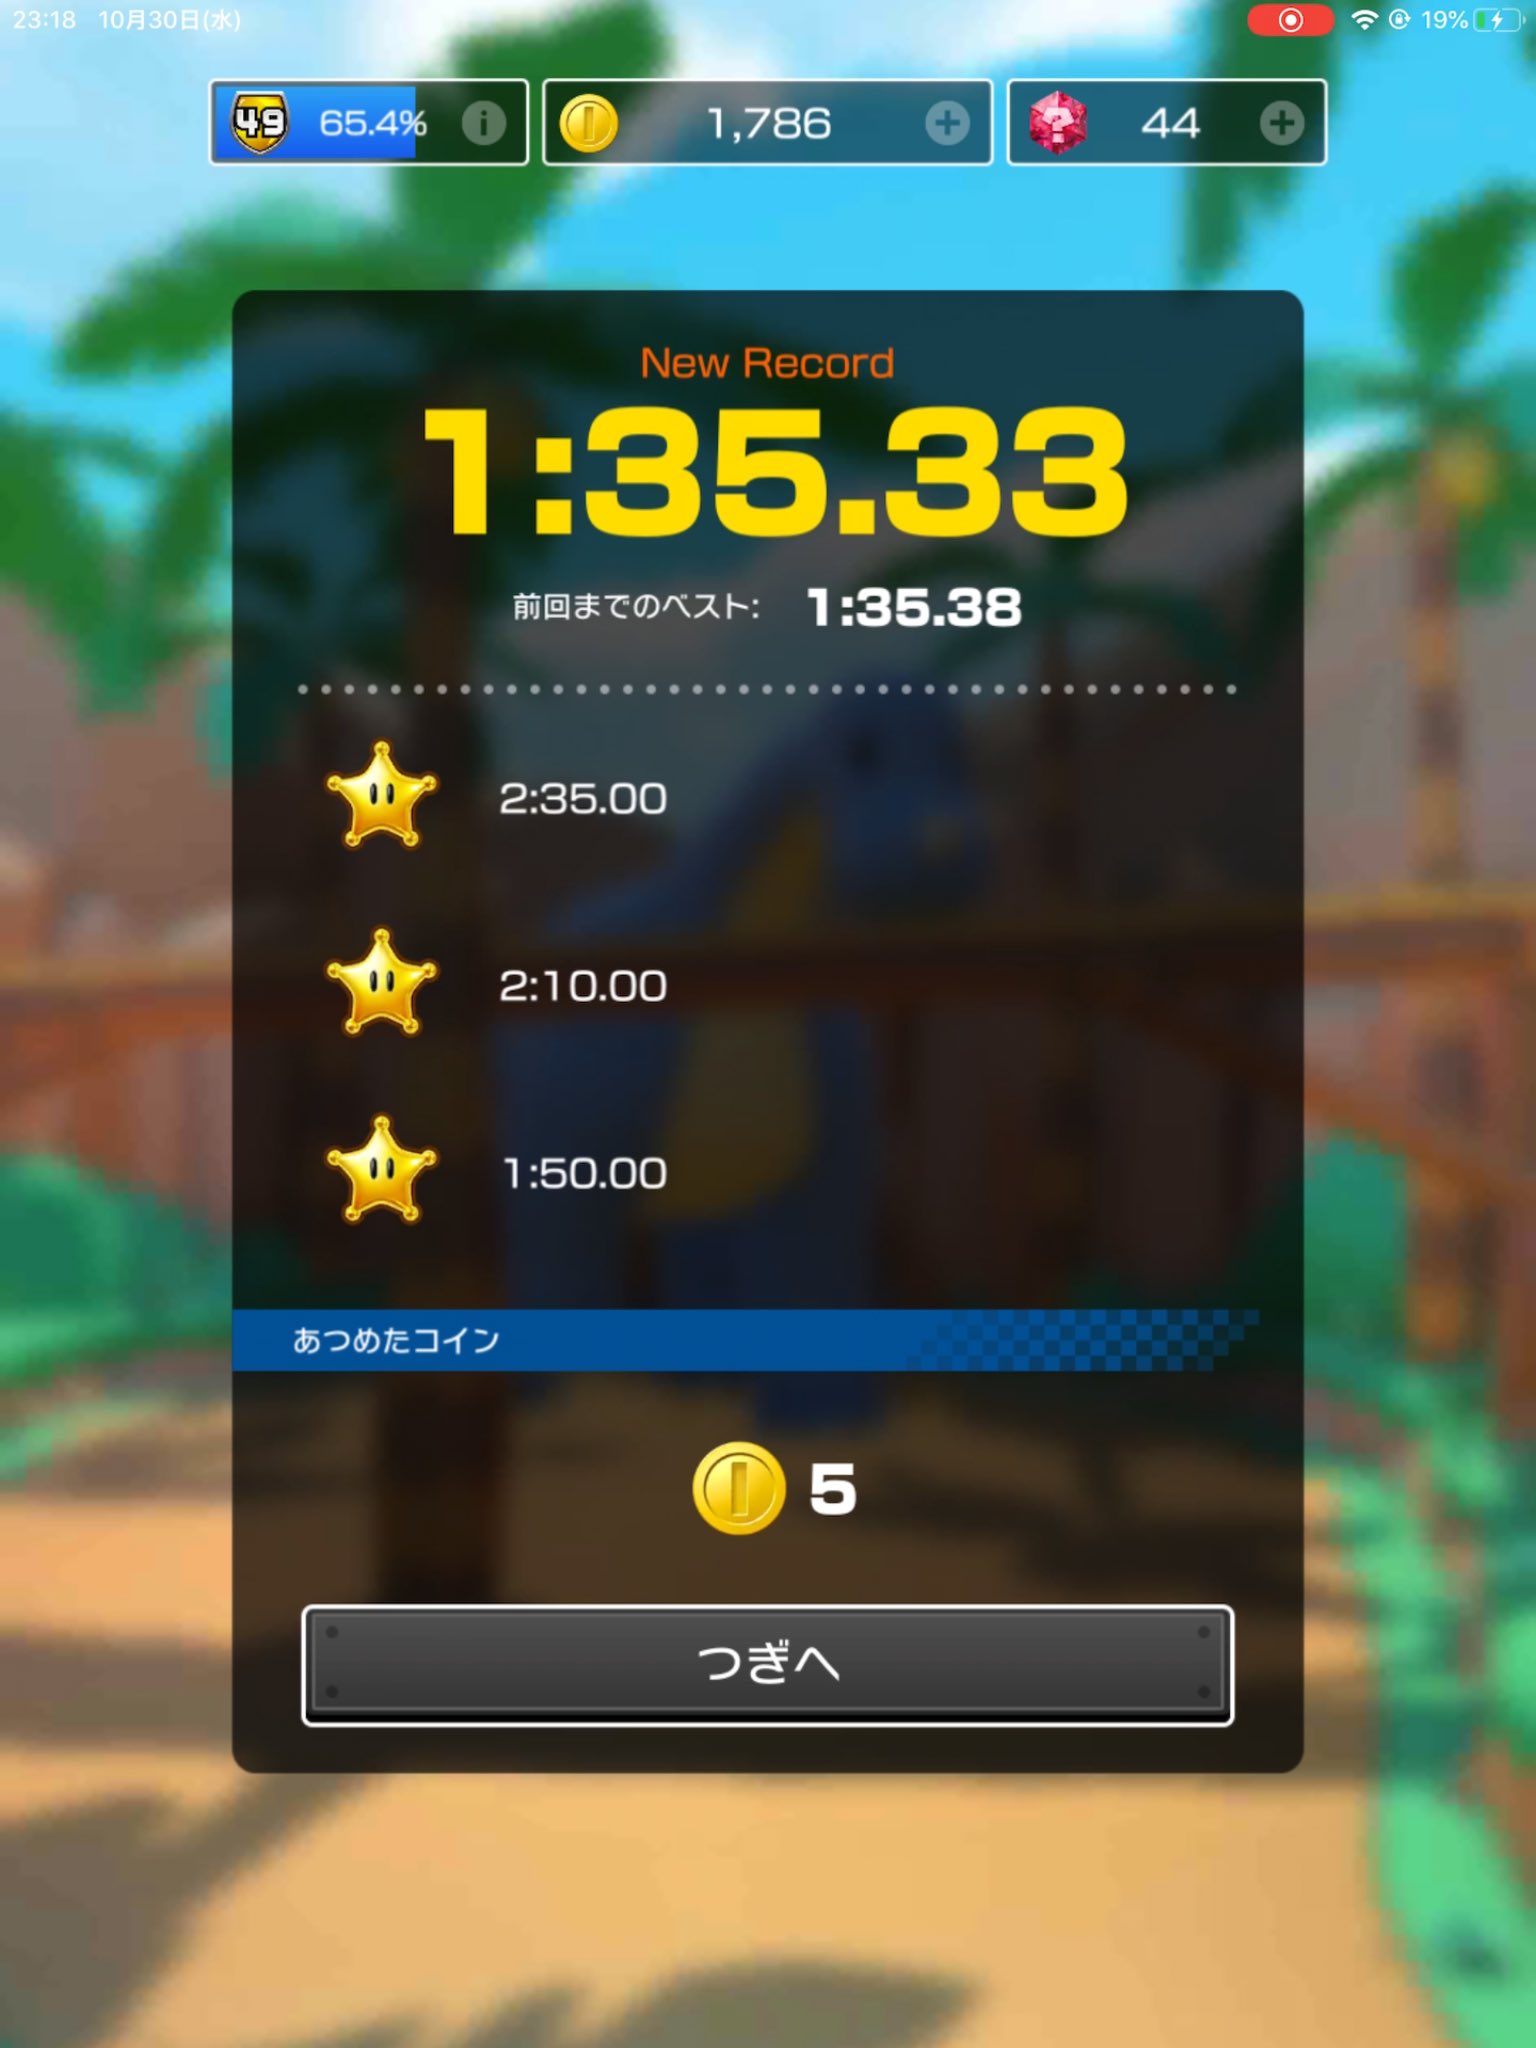 23:18 10月30日(水)
19%
49 65.4% i
1,786 +
? 44 +
New Record
1:35.33
前回までのベスト: 1:35.38
2:35.00
2:10.00
1:50.00
あつめたコイン
5
つぎへ